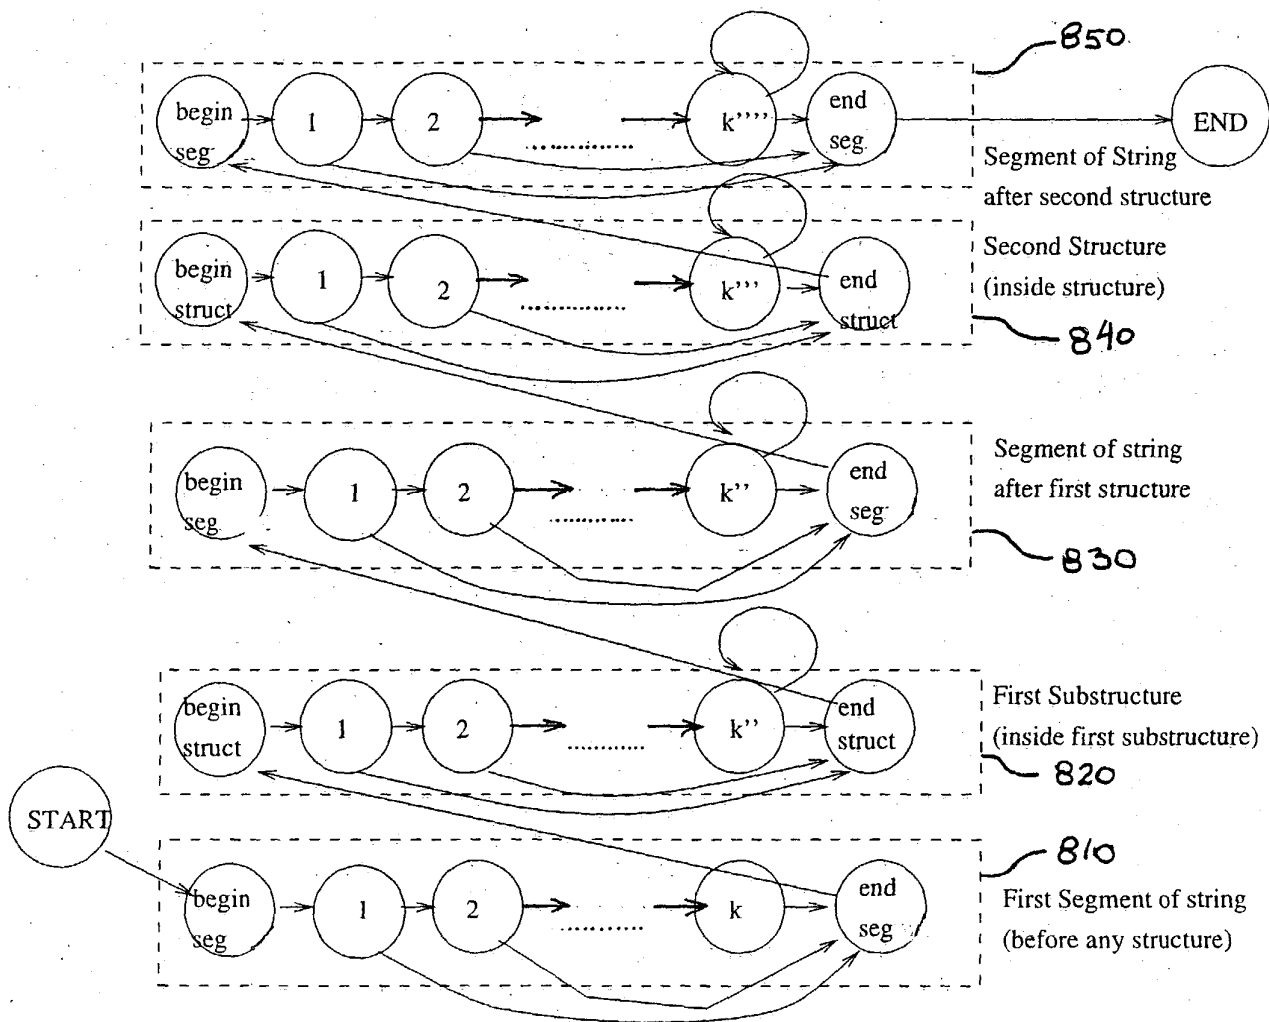 850
begin
seg
1
2
k''''
end
seg
END
Segment of String
after second structure
begin
struct
1
2
k'''
end
struct
Second Structure
(inside structure)
840
begin
seg
1
2
k''
end
seg
Segment of string
after first structure
830
begin
struct
1
2
k''
end
struct
First Substructure
(inside first substructure)
820
START
begin
seg
1
2
k
end
seg
810
First Segment of string
(before any structure)